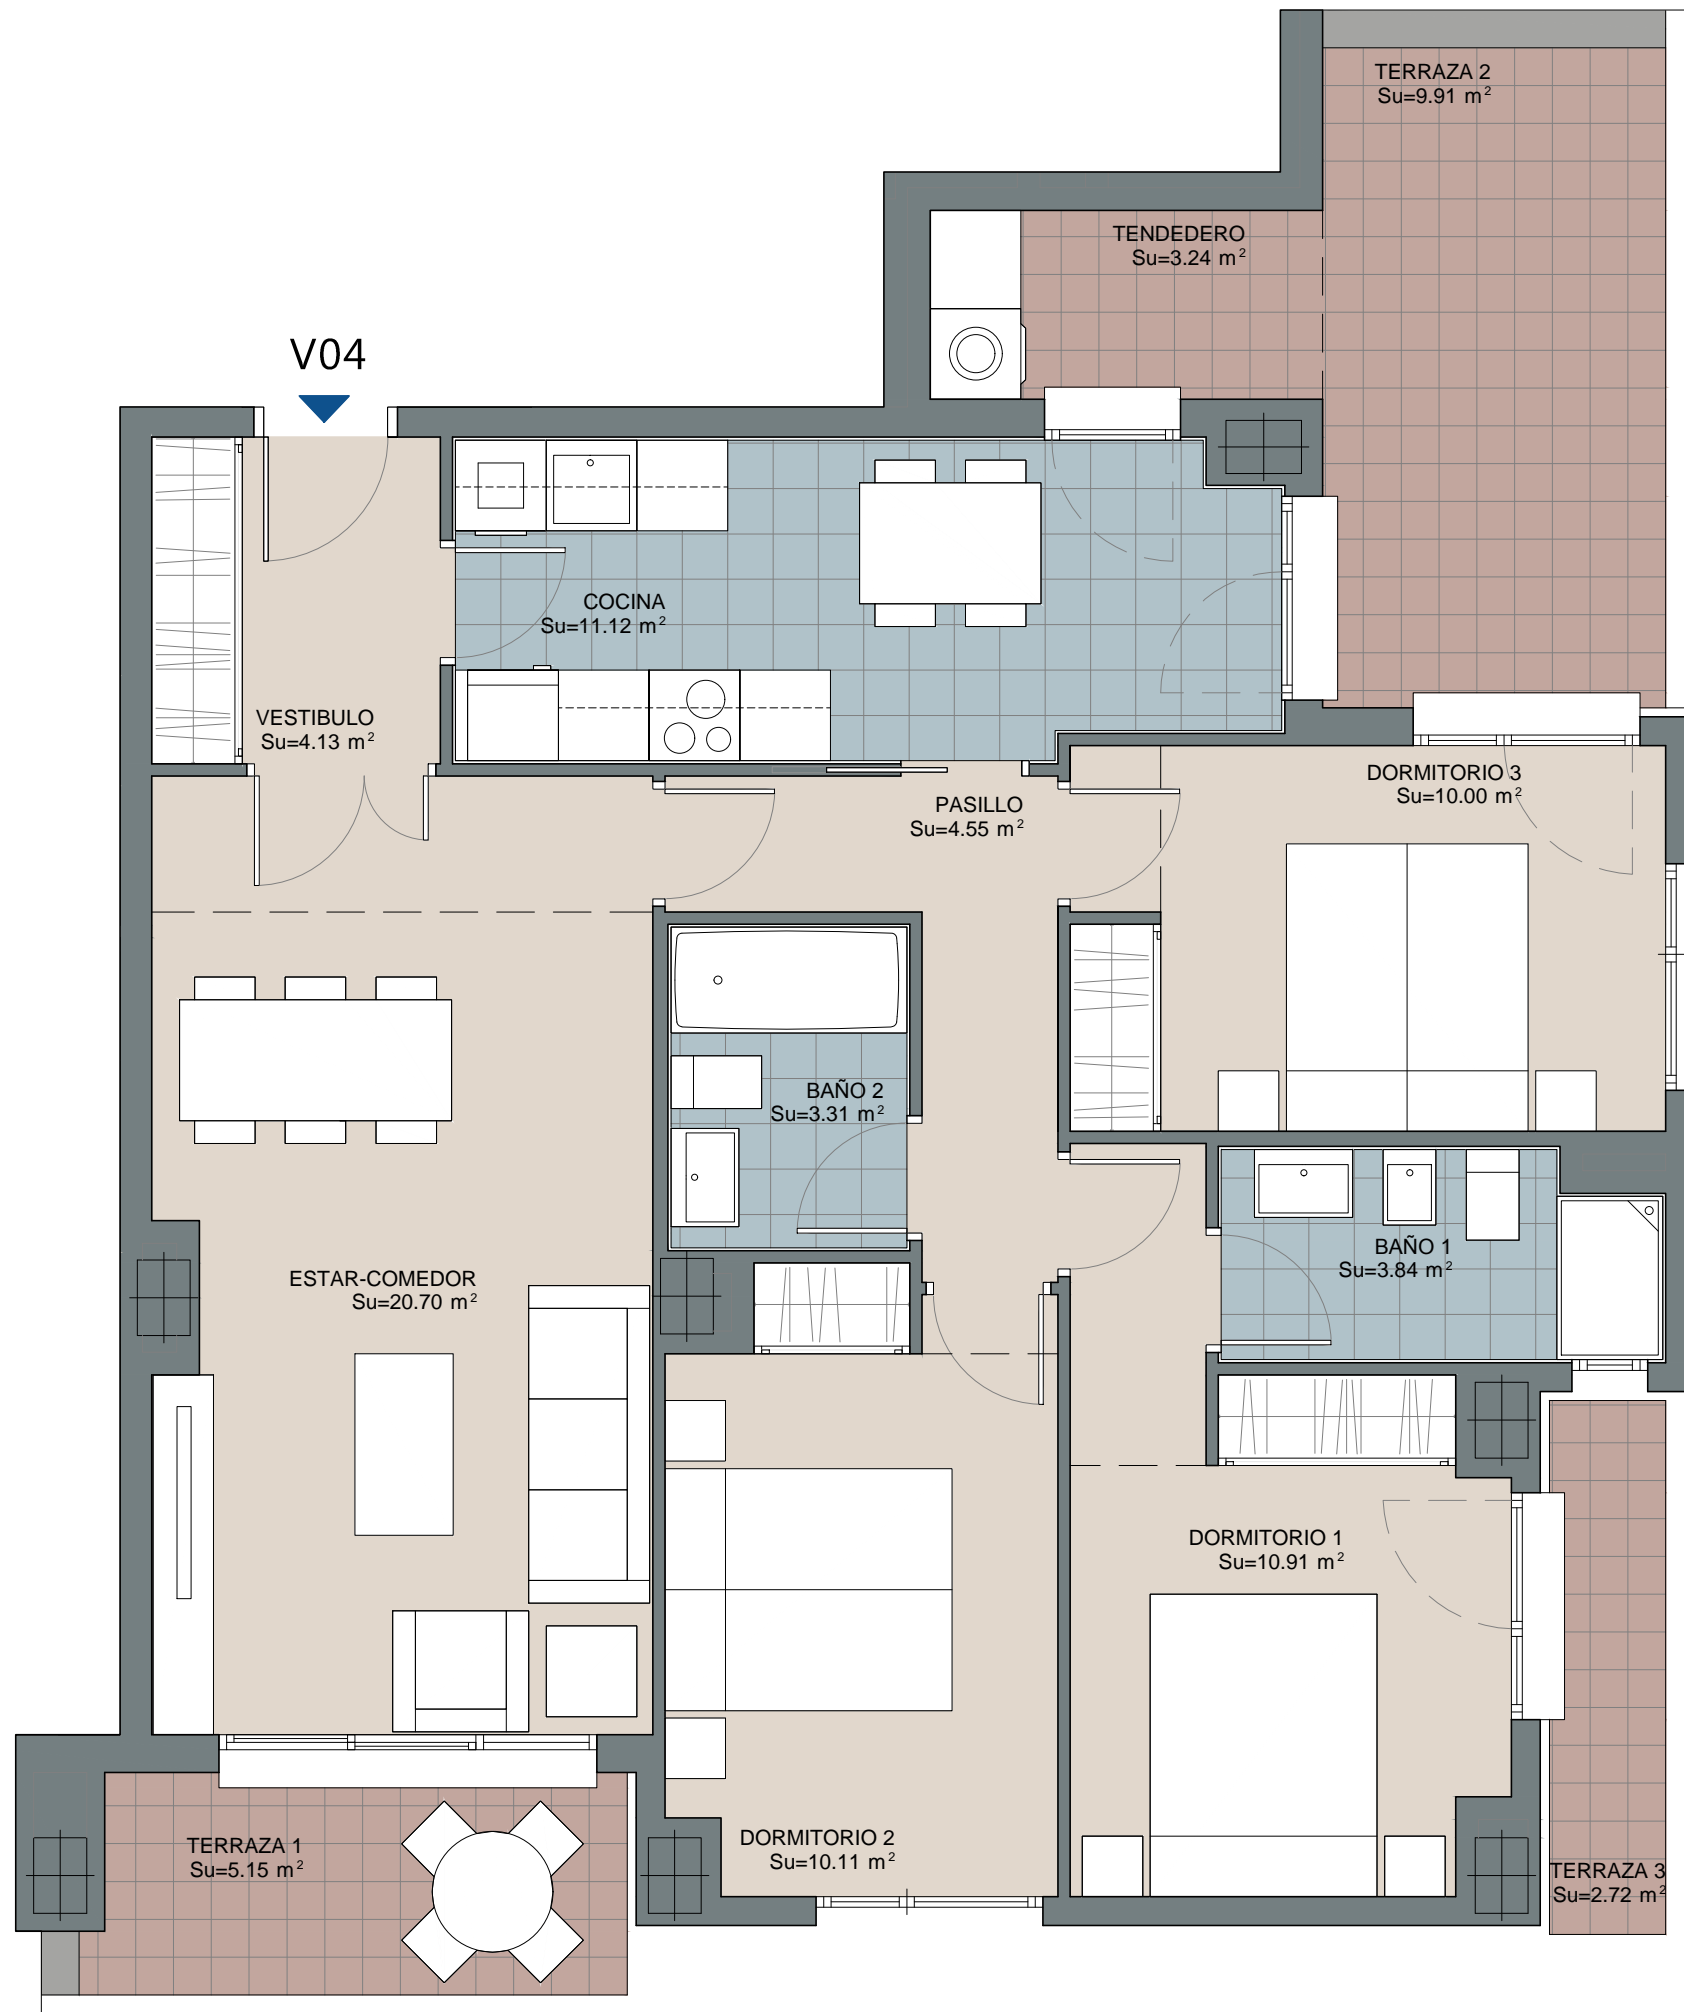 TERRAZA 2
Su=9.91 m²
TENDEDERO
Su=3.24 m²
V04
COCINA
Su=11.12 m²
VESTIBULO
Su=4.13 m²
DORMITORIO 3
Su=10.00 m²
PASILLO
Su=4.55 m²
BAÑO 2
Su=3.31 m²
BAÑO 1
Su=3.84 m²
ESTAR-COMEDOR
Su=20.70 m²
DORMITORIO 1
Su=10.91 m²
DORMITORIO 2
Su=10.11 m²
TERRAZA 1
Su=5.15 m²
TERRAZA 3
Su=2.72 m²